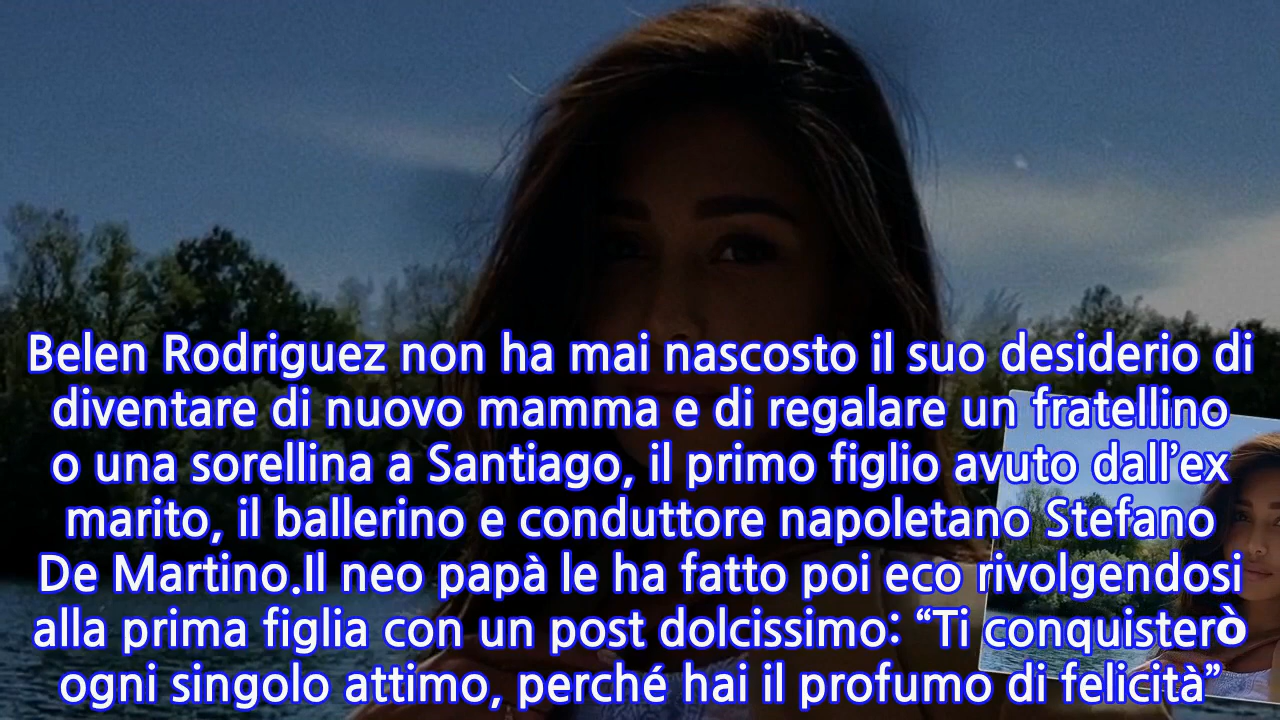 Belen Rodriguez non ha mai nascosto il suo desiderio di
diventare di nuovo mamma e di regalare un fratellino
o una sorellina a Santiago, il primo figlio avuto dall’ex
marito, il ballerino e conduttore napoletano Stefano
De Martino.Il neo papà le ha fatto poi eco rivolgendosi
alla prima figlia con un post dolcissimo: “Ti conquisterò
ogni singolo attimo, perché hai il profumo di felicità”